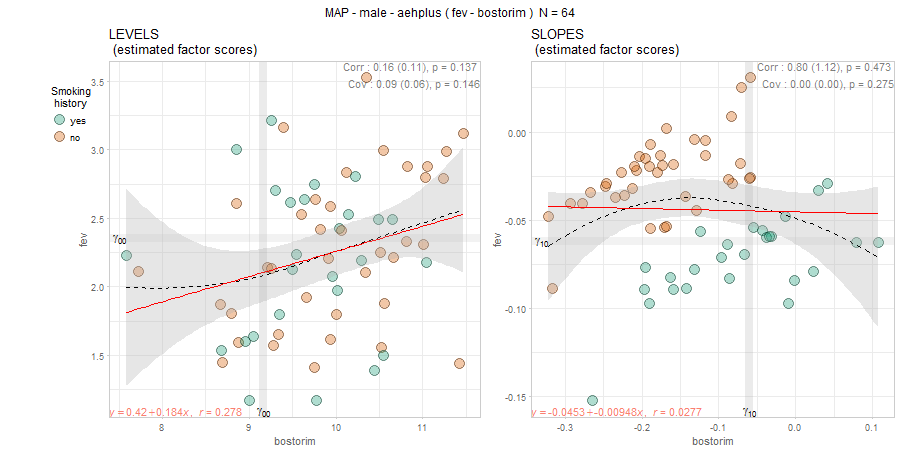 MAP - male - aehplus ( fev - bostorim ) N = 64
LEVELS
(estimated factor scores)
Corr : 0.16 (0.11), p = 0.137
Cov : 0.09 (0.06), p = 0.146
Smoking
history
yes
no
3.5
3.0
2.5
2.0
1.5
fev
γ00
γ00
y = 0.42+0.184x, r = 0.278
8
9
10
11
bostorim
SLOPES
(estimated factor scores)
Corr : 0.80 (1.12), p = 0.473
Cov : 0.00 (0.00), p = 0.275
0.00
-0.05
-0.10
-0.15
fev
γ10
γ10
y = -0.0453+-0.00948x, r = 0.0277
-0.3
-0.2
-0.1
0.0
0.1
bostorim